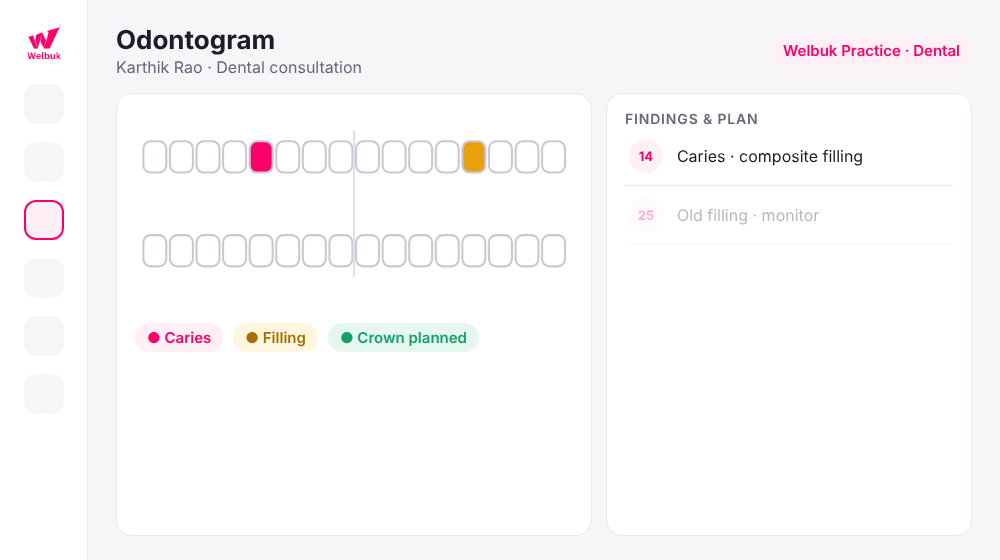 Welbuk
Odontogram
Karthik Rao · Dental consultation
Welbuk Practice · Dental
Caries
Filling
Crown planned
FINDINGS & PLAN
14 Caries · composite filling
25 Old filling · monitor